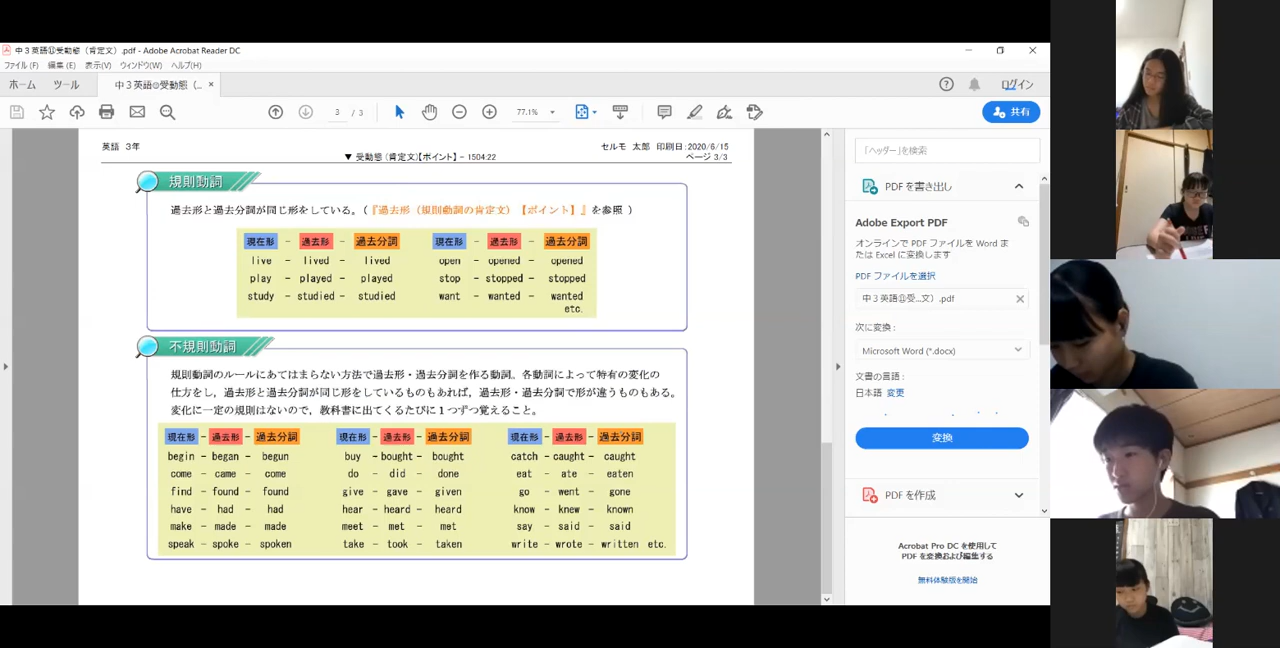 中３英語⑪受動態（肯定文）.pdf - Adobe Acrobat Reader DC
ファイル(F) 編集(E) 表示(V) ウィンドウ(W) ヘルプ(H)
ホーム ツール 中３英語⑪受動態（... × ログイン
3 / 3 77.1% 共有
英語 3年 セルモ 太郎 印刷日:2020/6/15
▼ 受動態（肯定文）【ポイント】 - 1504:22 ページ 3/3
規則動詞
過去形と過去分詞が同じ形をしている。（『過去形（規則動詞の肯定文）【ポイント】』を参照 ）
現在形 - 過去形 - 過去分詞 現在形 - 過去形 - 過去分詞
live - lived - lived open - opened - opened
play - played - played stop - stopped - stopped
study - studied - studied want - wanted - wanted
etc.
不規則動詞
規則動詞のルールにあてはまらない方法で過去形・過去分詞を作る動詞。各動詞によって特有の変化の
仕方をし，過去形と過去分詞が同じ形をしているものもあれば，過去形・過去分詞で形が違うものもある。
変化に一定の規則はないので，教科書に出てくるたびに１つずつ覚えること。
現在形 - 過去形 - 過去分詞 現在形 - 過去形 - 過去分詞 現在形 - 過去形 - 過去分詞
begin - began - begun buy - bought - bought catch - caught - caught
come - came - come do - did - done eat - ate - eaten
find - found - found give - gave - given go - went - gone
have - had - had hear - heard - heard know - knew - known
make - made - made meet - met - met say - said - said
speak - spoke - spoken take - took - taken write - wrote - written etc.
「ヘッダー」を検索
PDF を書き出し
Adobe Export PDF
オンラインで PDF ファイルを Word ま
たは Excel に変換します
PDF ファイルを選択
中３英語⑪受...文）.pdf ×
次に変換 :
Microsoft Word (*.docx)
文書の言語 :
日本語 変更
変換
PDF を作成
Acrobat Pro DC を使用して
PDF を変換および編集する
無料体験版を開始